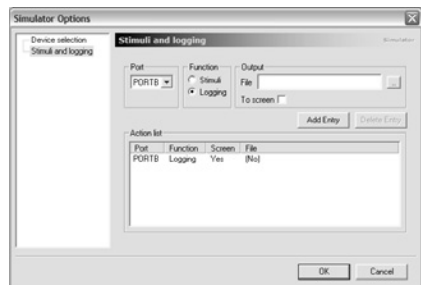 Simulator Options
Device selection
Stimuli and logging
Stimuli and logging
Simulator
Port
PORTB
Function
Stimuli
Logging
Output
File
...
To screen
Add Entry
Delete Entry
Action list
Port Function Screen File
PORTB Logging Yes (No)
OK
Cancel